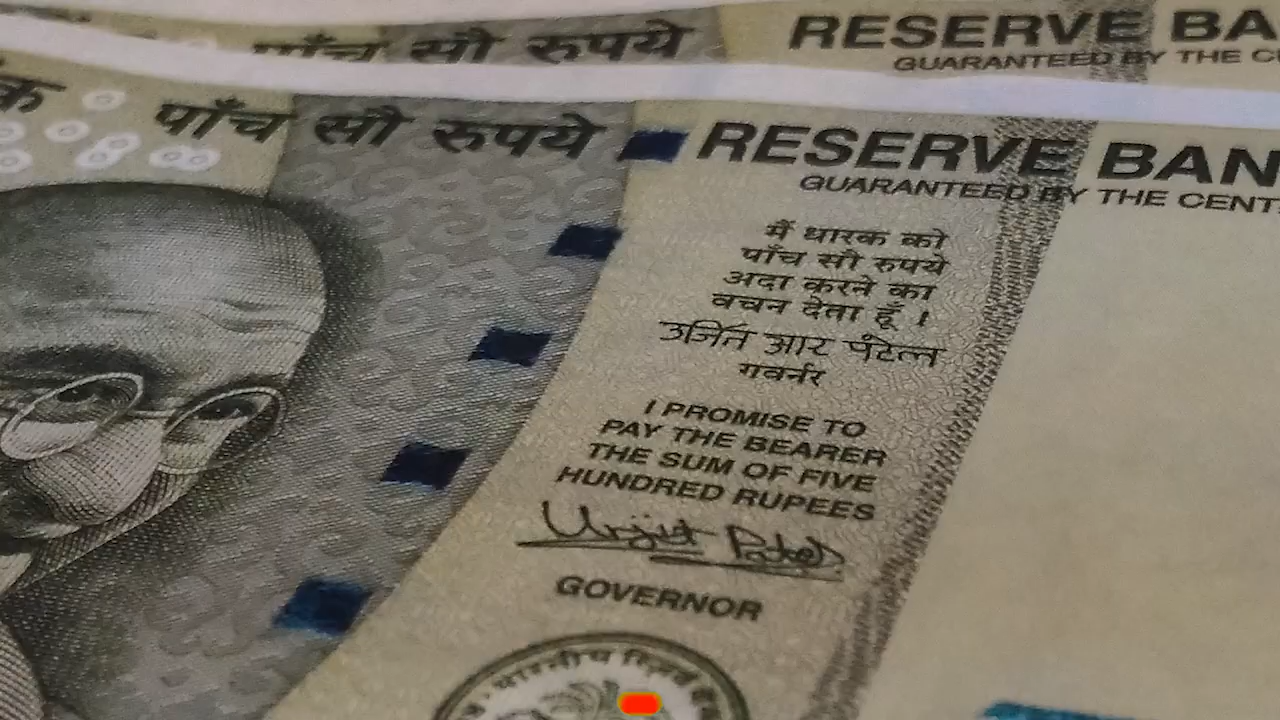 पाँच सौ रुपये
RESERVE BA
GUARANTEED BY THE C
पाँच सौ रुपये
RESERVE BAN
GUARANTEED BY THE CENT
मैं धारक को
पाँच सौ रुपये
अदा करने का
वचन देता हूँ ।
उर्जित आर पटेल
गवर्नर
I PROMISE TO
PAY THE BEARER
THE SUM OF FIVE
HUNDRED RUPEES
Urjit Patel
GOVERNOR